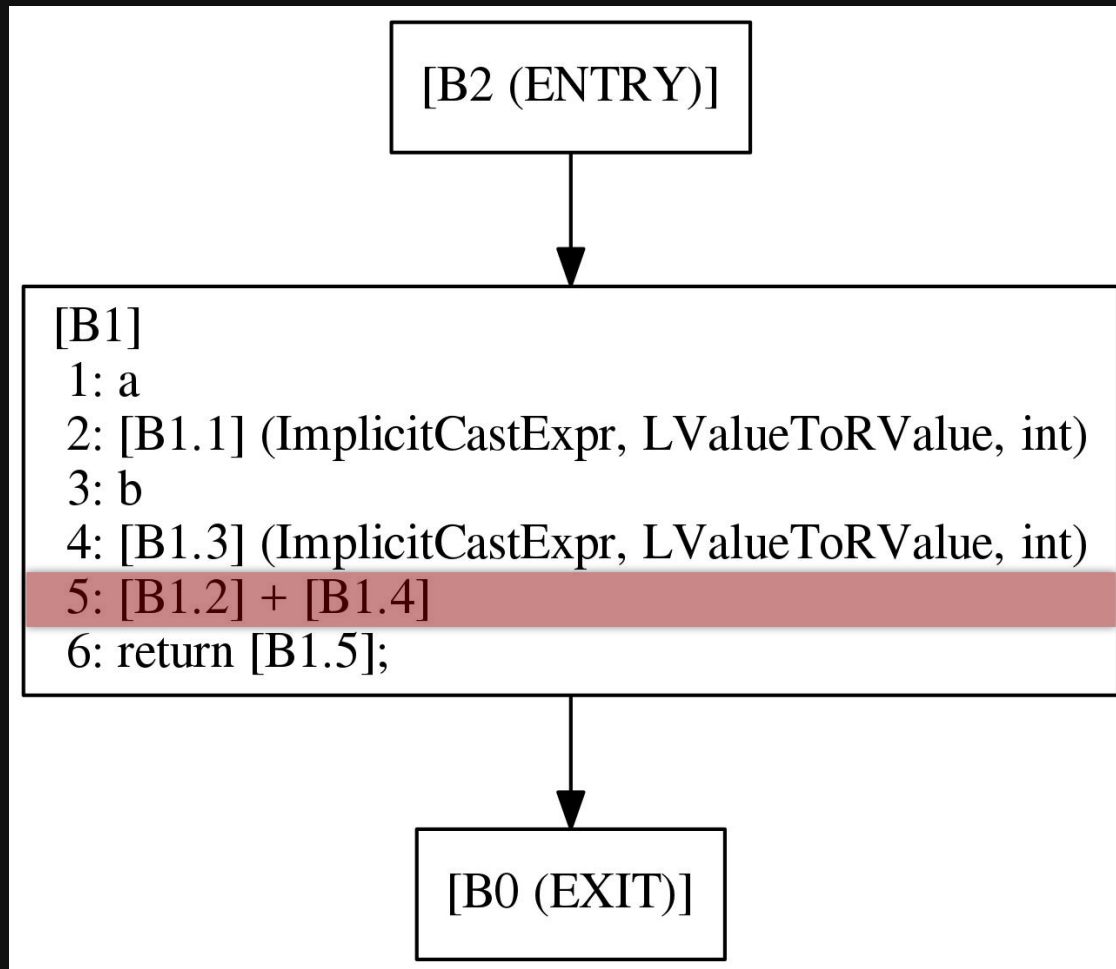 [B2 (ENTRY)]
[B1]
1: a
2: [B1.1] (ImplicitCastExpr, LValueToRValue, int)
3: b
4: [B1.3] (ImplicitCastExpr, LValueToRValue, int)
5: [B1.2] + [B1.4]
6: return [B1.5];
[B0 (EXIT)]